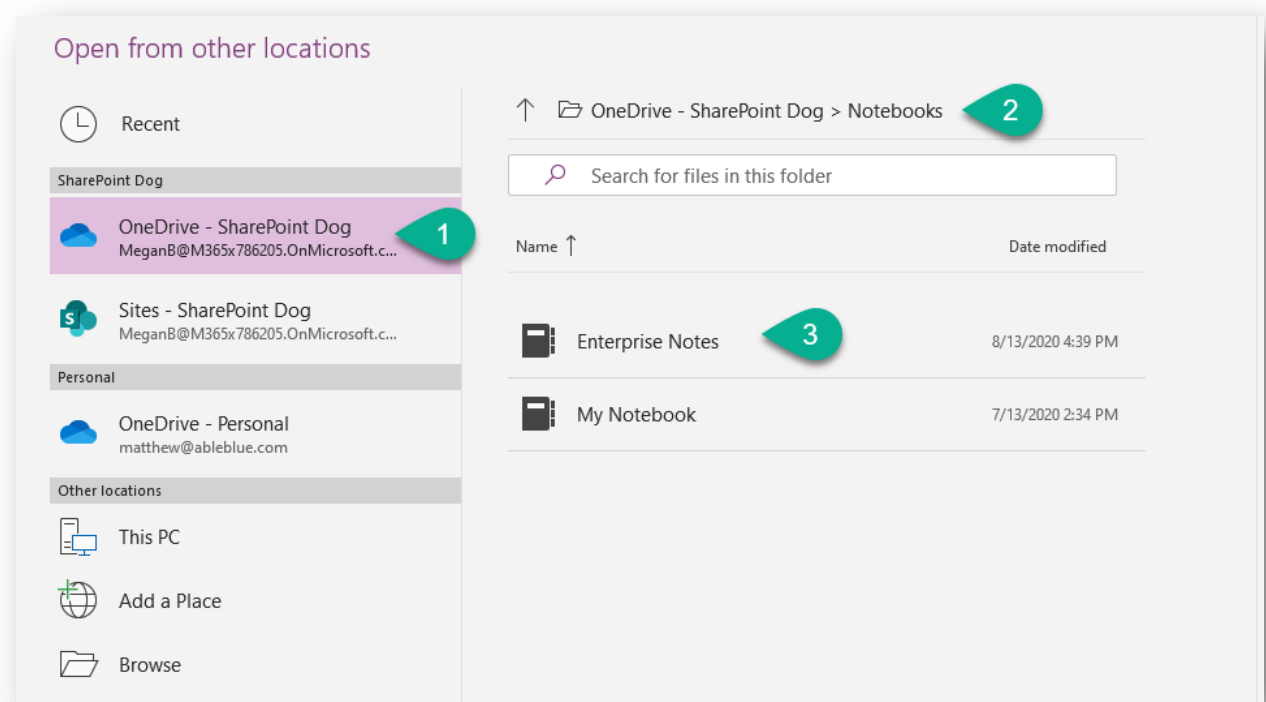 Open from other locations
Recent
SharePoint Dog
OneDrive - SharePoint Dog
MeganB@M365x786205.OnMicrosoft.c...
1
Sites - SharePoint Dog
MeganB@M365x786205.OnMicrosoft.c...
Personal
OneDrive - Personal
matthew@ableblue.com
Other locations
This PC
Add a Place
Browse
OneDrive - SharePoint Dog > Notebooks
2
Search for files in this folder
Name Date modified
Enterprise Notes 3 8/13/2020 4:39 PM
My Notebook 7/13/2020 2:34 PM